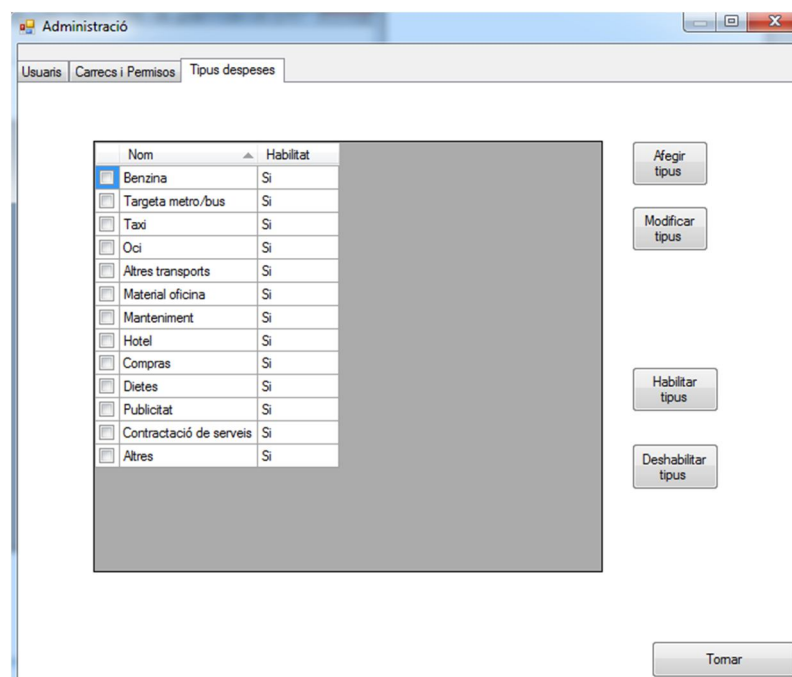 Administració
Usuaris Carrecs i Permisos Tipus despeses
Nom Habilitat
Benzina Si
Targeta metro/bus Si
Taxi Si
Oci Si
Altres transports Si
Material oficina Si
Manteniment Si
Hotel Si
Compras Si
Dietes Si
Publicitat Si
Contractació de serveis Si
Altres Si
Afegir
tipus
Modificar
tipus
Habilitar
tipus
Deshabilitar
tipus
Tornar